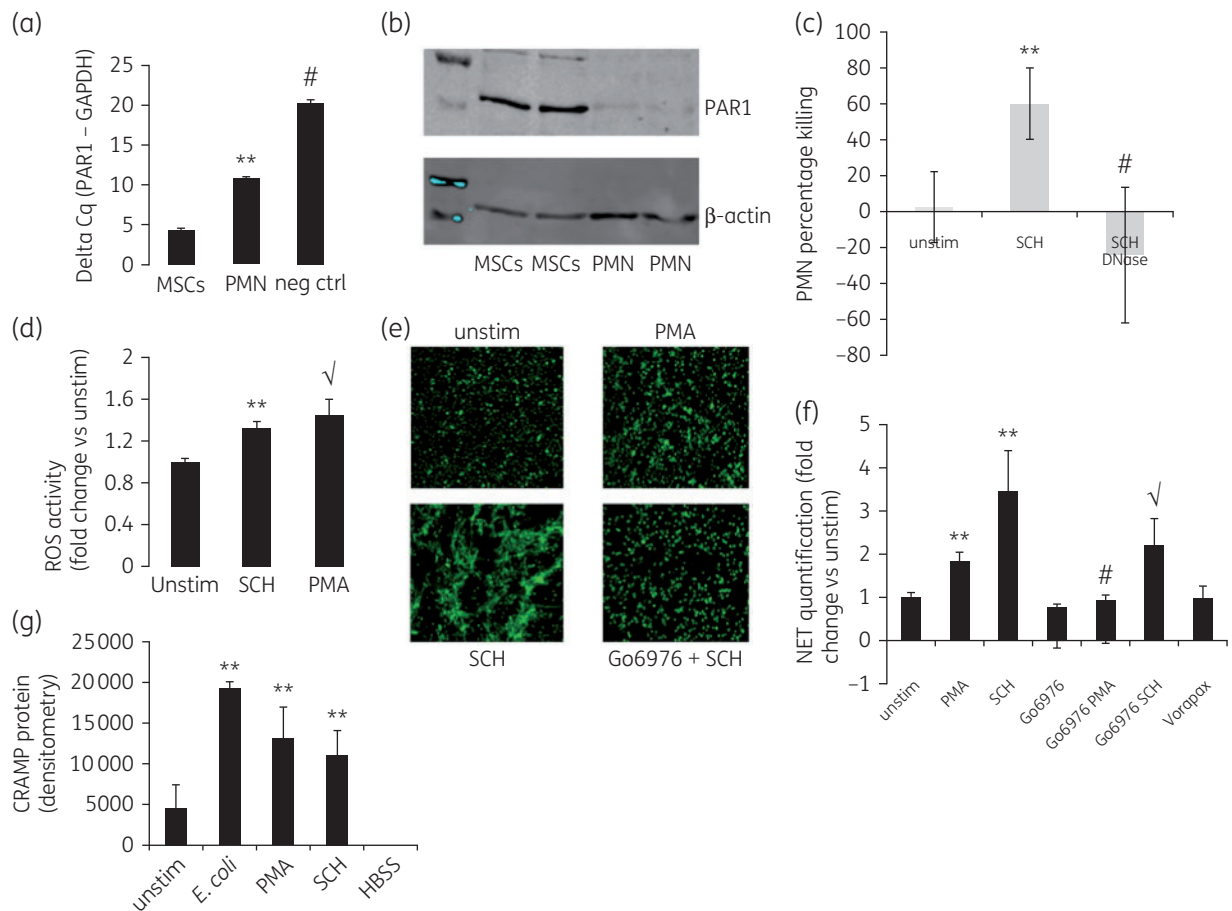 (a)
Delta Cq (PAR1 – GAPDH)
25
20
15
10
5
0
**
#
MSCs PMN neg ctrl
(b)
PAR1
β-actin
MSCs MSCs PMN PMN
(c)
PMN percentage killing
100
80
60
40
20
0
−20
−40
−60
−80
**
#
unstim SCH SCH
DNase
(d)
ROS activity
(fold change vs unstim)
2
1.6
1.2
0.8
0.4
0
**
√
Unstim SCH PMA
(e)
unstim PMA
SCH Go6976 + SCH
(f)
NET quantification (fold
change vs unstim)
5
4
3
2
1
0
−1
**
**
#
√
unstim
PMA
SCH
Go6976
Go6976 PMA
Go6976 SCH
Vorapax
(g)
CRAMP protein
(densitometry)
25 000
20 000
15 000
10 000
5000
0
**
**
**
unstim
E. coli
PMA
SCH
HBSS